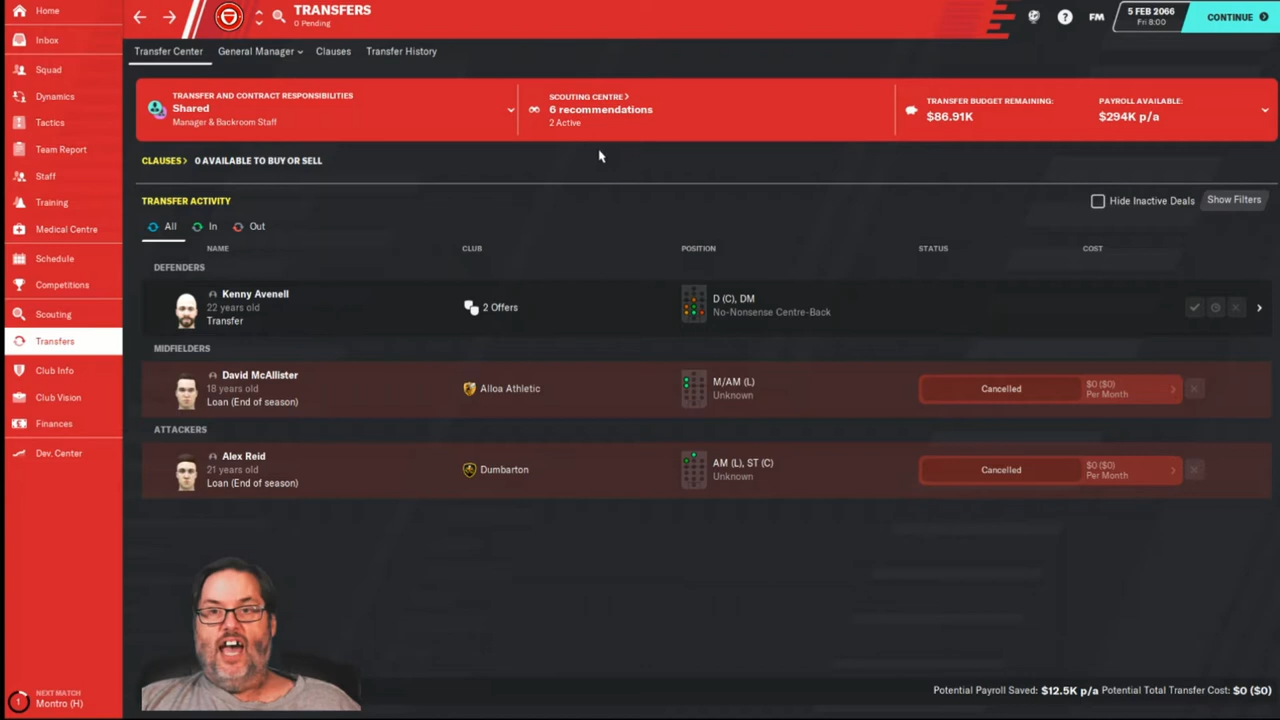 Home
Inbox
Squad
Dynamics
Tactics
Team Report
Staff
Training
Medical Centre
Schedule
Competitions
Scouting
Transfers
Club Info
Club Vision
Finances
Dev. Center
1
NEXT MATCH
Montro (H)
TRANSFERS
0 Pending
?
FM
5 FEB 2066
Fri 8:00
CONTINUE
Transfer Center
General Manager
Clauses
Transfer History
TRANSFER AND CONTRACT RESPONSIBILITIES
Shared
Manager & Backroom Staff
SCOUTING CENTRE>
6 recommendations
2 Active
TRANSFER BUDGET REMAINING:
$86.91K
PAYROLL AVAILABLE:
$294K p/a
CLAUSES> 0 AVAILABLE TO BUY OR SELL
TRANSFER ACTIVITY
Hide Inactive Deals
Show Filters
All
In
Out
NAME
CLUB
POSITION
STATUS
COST
DEFENDERS
Kenny Avenell
22 years old
Transfer
2 Offers
D (C), DM
No-Nonsense Centre-Back
MIDFIELDERS
David McAllister
18 years old
Loan (End of season)
Alloa Athletic
M/AM (L)
Unknown
Cancelled
$0 ($0)
Per Month
ATTACKERS
Alex Reid
21 years old
Loan (End of season)
Dumbarton
AM (L), ST (C)
Unknown
Cancelled
$0 ($0)
Per Month
Potential Payroll Saved: $12.5K p/a Potential Total Transfer Cost: $0 ($0)